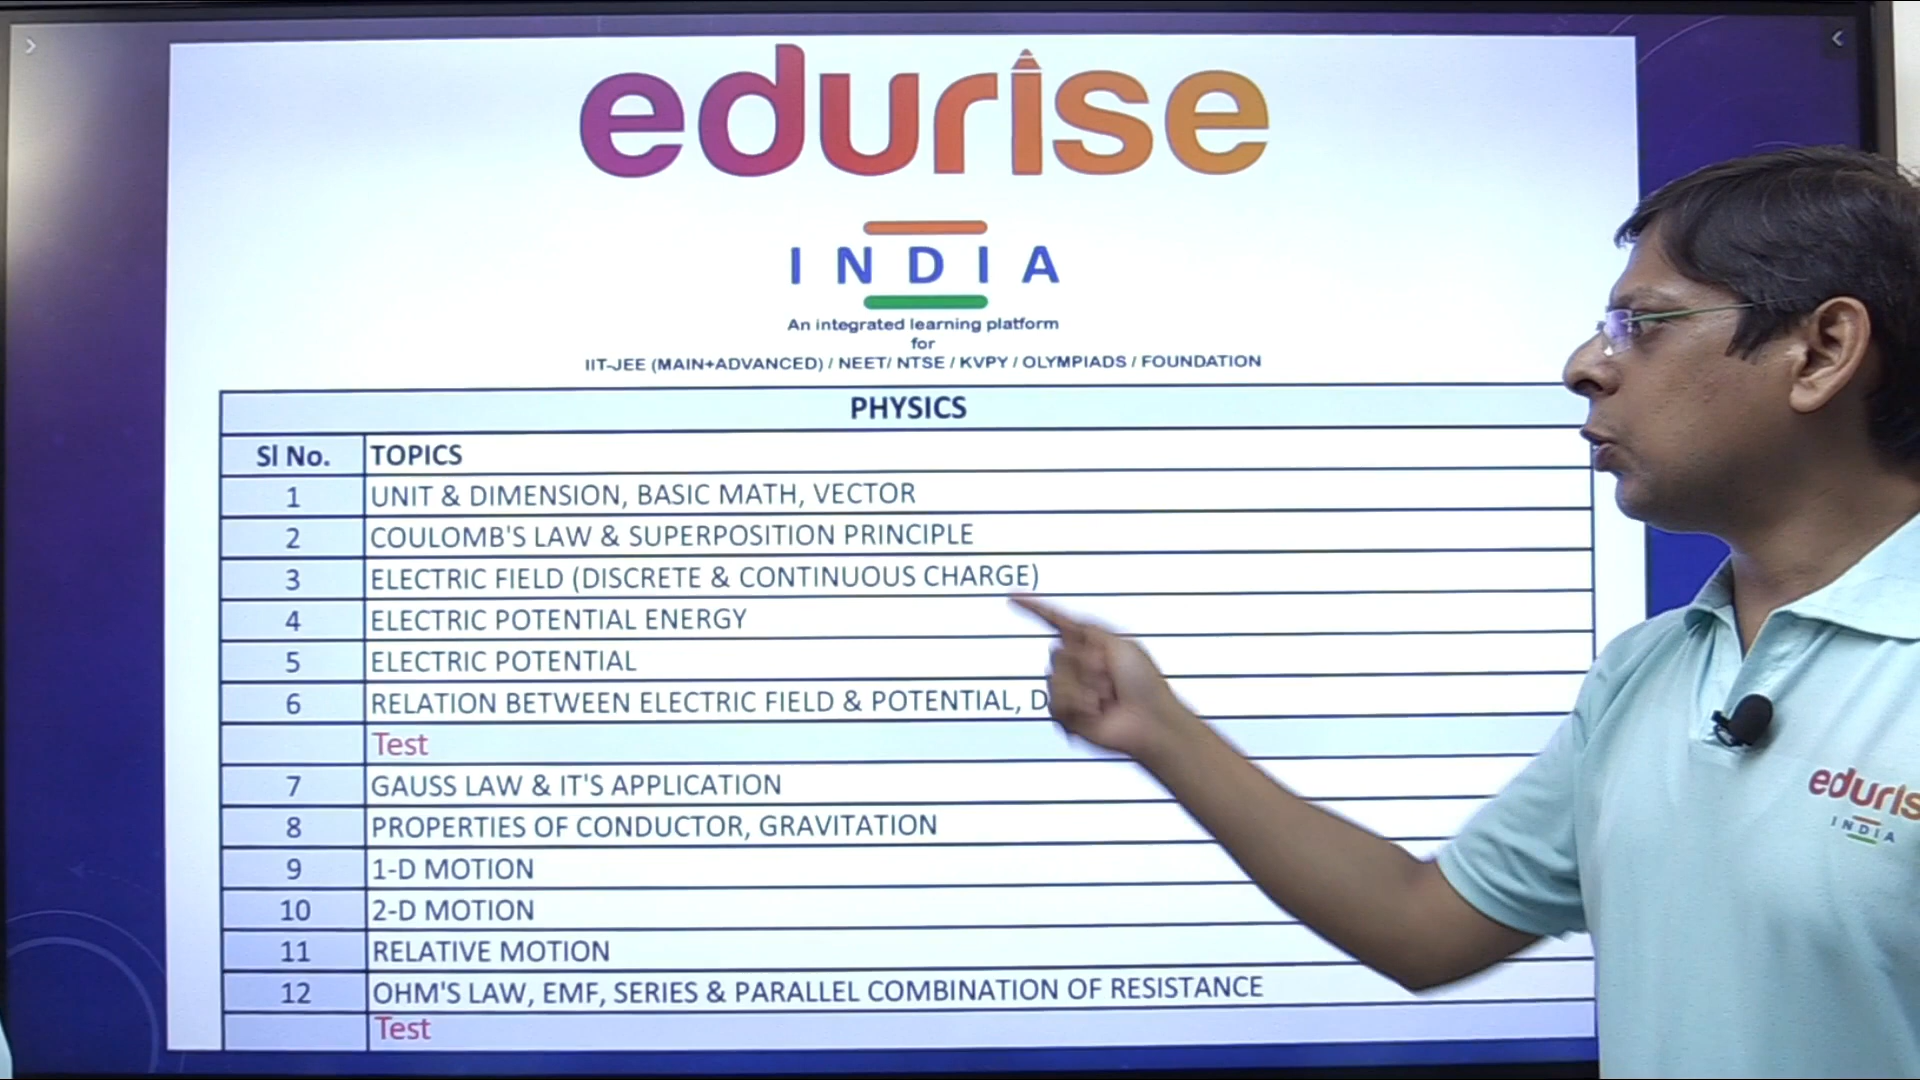 edurise
INDIA
An integrated learning platform
for
IIT-JEE (MAIN+ADVANCED) / NEET/ NTSE / KVPY / OLYMPIADS / FOUNDATION
PHYSICS
Sl No. TOPICS
1 UNIT & DIMENSION, BASIC MATH, VECTOR
2 COULOMB'S LAW & SUPERPOSITION PRINCIPLE
3 ELECTRIC FIELD (DISCRETE & CONTINUOUS CHARGE)
4 ELECTRIC POTENTIAL ENERGY
5 ELECTRIC POTENTIAL
6 RELATION BETWEEN ELECTRIC FIELD & POTENTIAL,
Test
7 GAUSS LAW & IT'S APPLICATION
8 PROPERTIES OF CONDUCTOR, GRAVITATION
9 1-D MOTION
10 2-D MOTION
11 RELATIVE MOTION
12 OHM'S LAW, EMF, SERIES & PARALLEL COMBINATION OF RESISTANCE
Test
eduris
INDIA